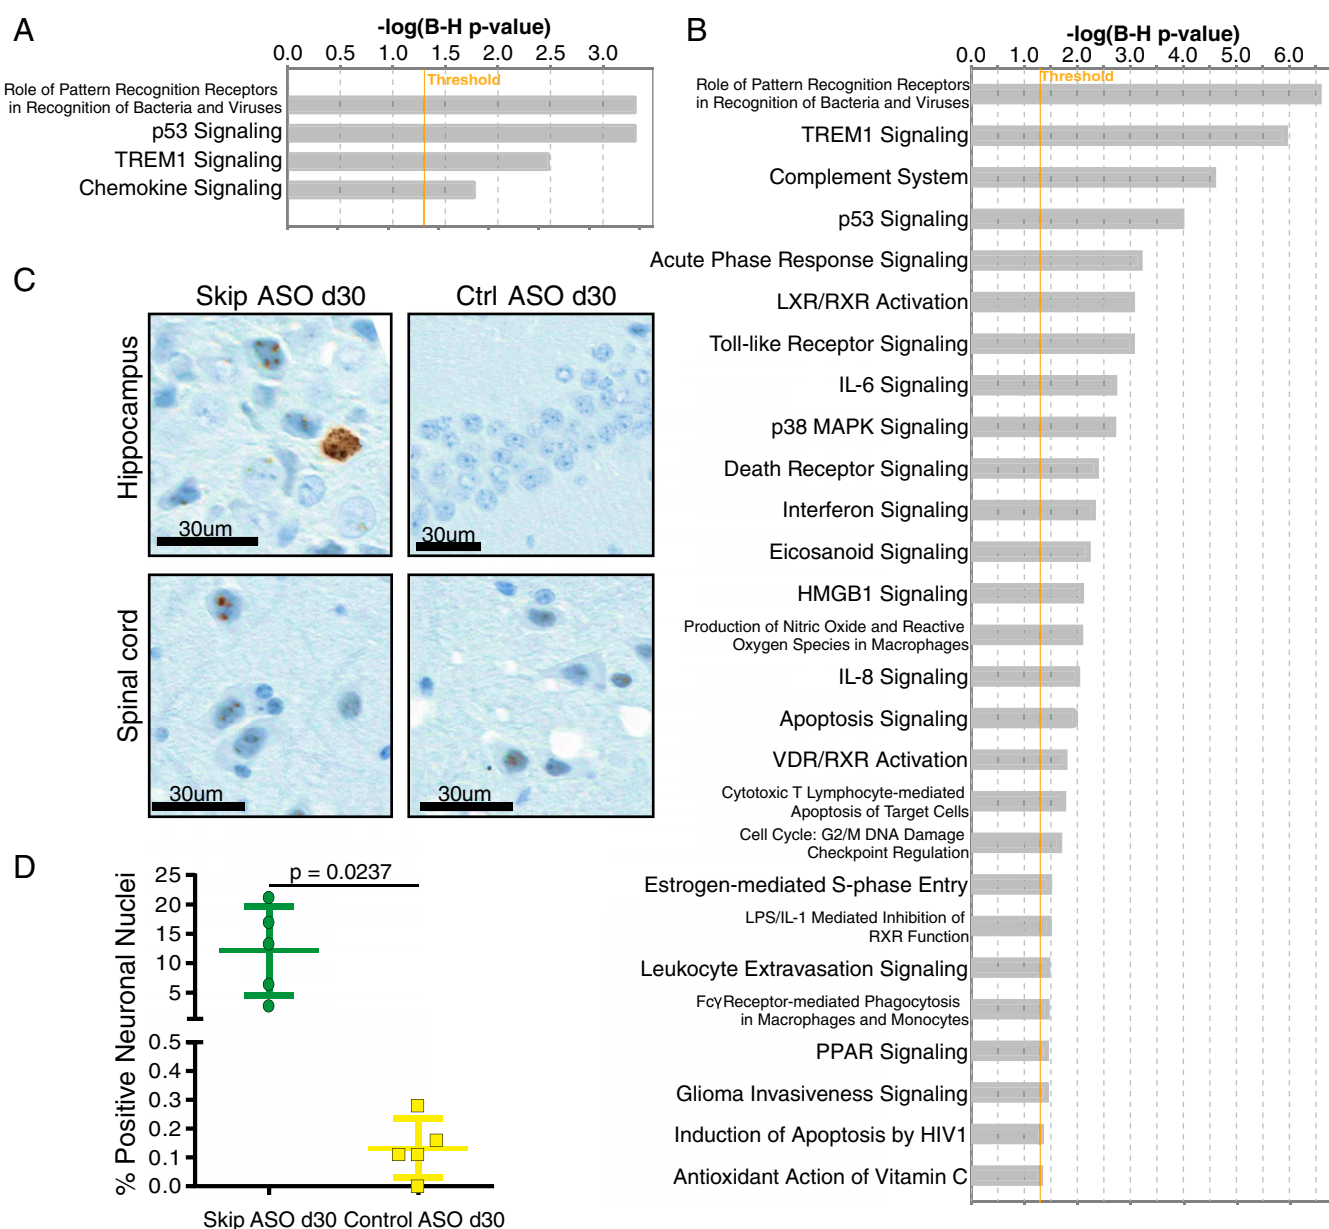 A
-log(B-H p-value)
0.0 0.5 1.0 1.5 2.0 2.5 3.0
Threshold
Role of Pattern Recognition Receptors
in Recognition of Bacteria and Viruses
p53 Signaling
TREM1 Signaling
Chemokine Signaling
B
-log(B-H p-value)
0.0 1.0 2.0 3.0 4.0 5.0 6.0
Threshold
Role of Pattern Recognition Receptors
in Recognition of Bacteria and Viruses
TREM1 Signaling
Complement System
p53 Signaling
Acute Phase Response Signaling
LXR/RXR Activation
Toll-like Receptor Signaling
IL-6 Signaling
p38 MAPK Signaling
Death Receptor Signaling
Interferon Signaling
Eicosanoid Signaling
HMGB1 Signaling
Production of Nitric Oxide and Reactive
Oxygen Species in Macrophages
IL-8 Signaling
Apoptosis Signaling
VDR/RXR Activation
Cytotoxic T Lymphocyte-mediated
Apoptosis of Target Cells
Cell Cycle: G2/M DNA Damage
Checkpoint Regulation
Estrogen-mediated S-phase Entry
LPS/IL-1 Mediated Inhibition of
RXR Function
Leukocyte Extravasation Signaling
FcγReceptor-mediated Phagocytosis
in Macrophages and Monocytes
PPAR Signaling
Glioma Invasiveness Signaling
Induction of Apoptosis by HIV1
Antioxidant Action of Vitamin C
C
Skip ASO d30 Ctrl ASO d30
Hippocampus
30um 30um
Spinal cord
30um 30um
D
% Positive Neuronal Nuclei
p = 0.0237
25
20
15
10
5
0.5
0.4
0.3
0.2
0.1
0.0
Skip ASO d30 Control ASO d30